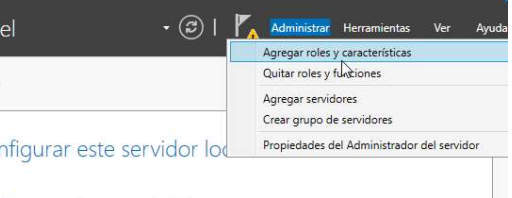 el
Administrar Herramientas Ver Ayuda
Agregar roles y características
Quitar roles y funciones
Agregar servidores
Crear grupo de servidores
Propiedades del Administrador del servidor
nfigurar este servidor loc